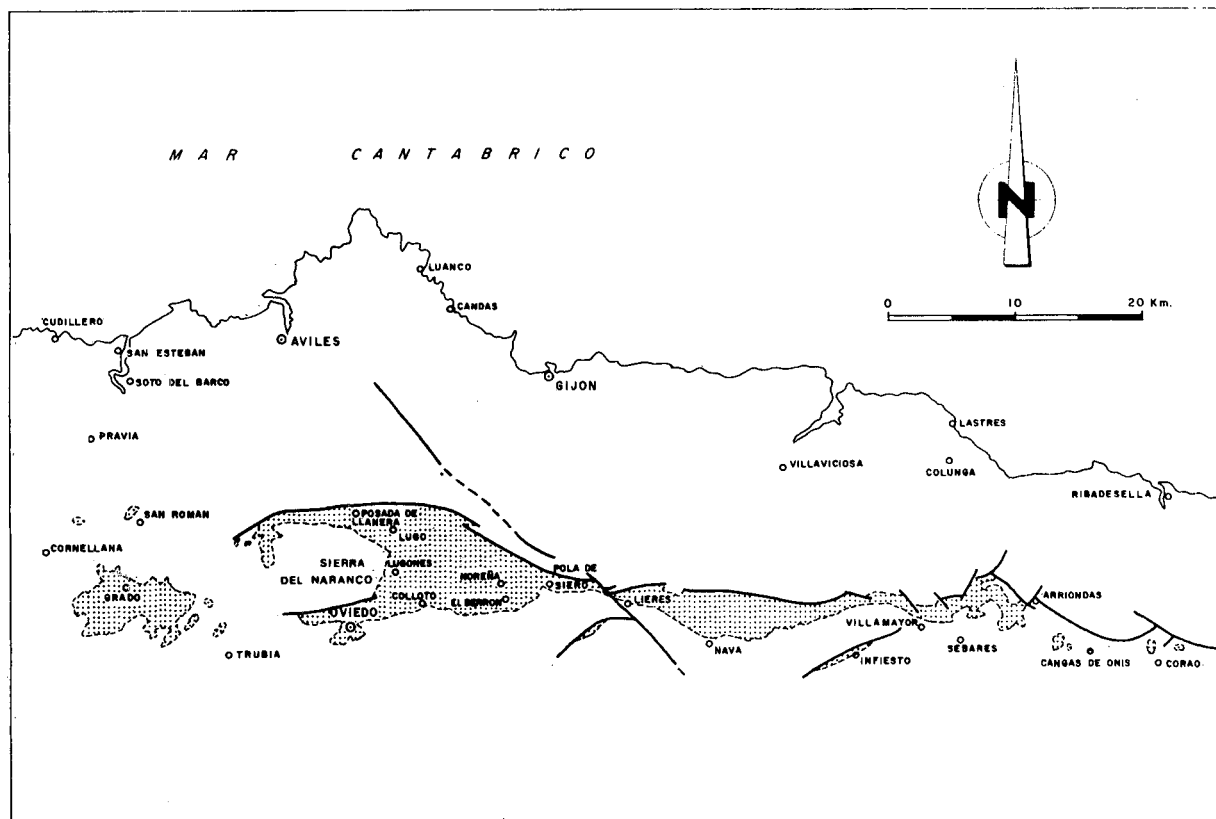 MAR CANTABRICO
N
0 10 20 Km.
LUANCO
CANDAS
CUDILLERO
SAN ESTEBAN
AVILES
SOTO DEL BARCO
GIJON
PRAVIA
LASTRES
VILLAVICIOSA
COLUNGA
RIBADESELLA
SAN ROMAN
POSADA DE
LLANERA
LUGO
CORNELLANA
SIERRA
DEL NARANCO
LUGONES
NOREÑA
POLA DE
SIERO
GRADO
COLLOTO
EL BERRON
LIERES
ARRIONDAS
OVIEDO
VILLAMAYOR
TRUBIA
NAVA
INFIESTO
SEBARES
CANGAS DE ONIS
CORAO